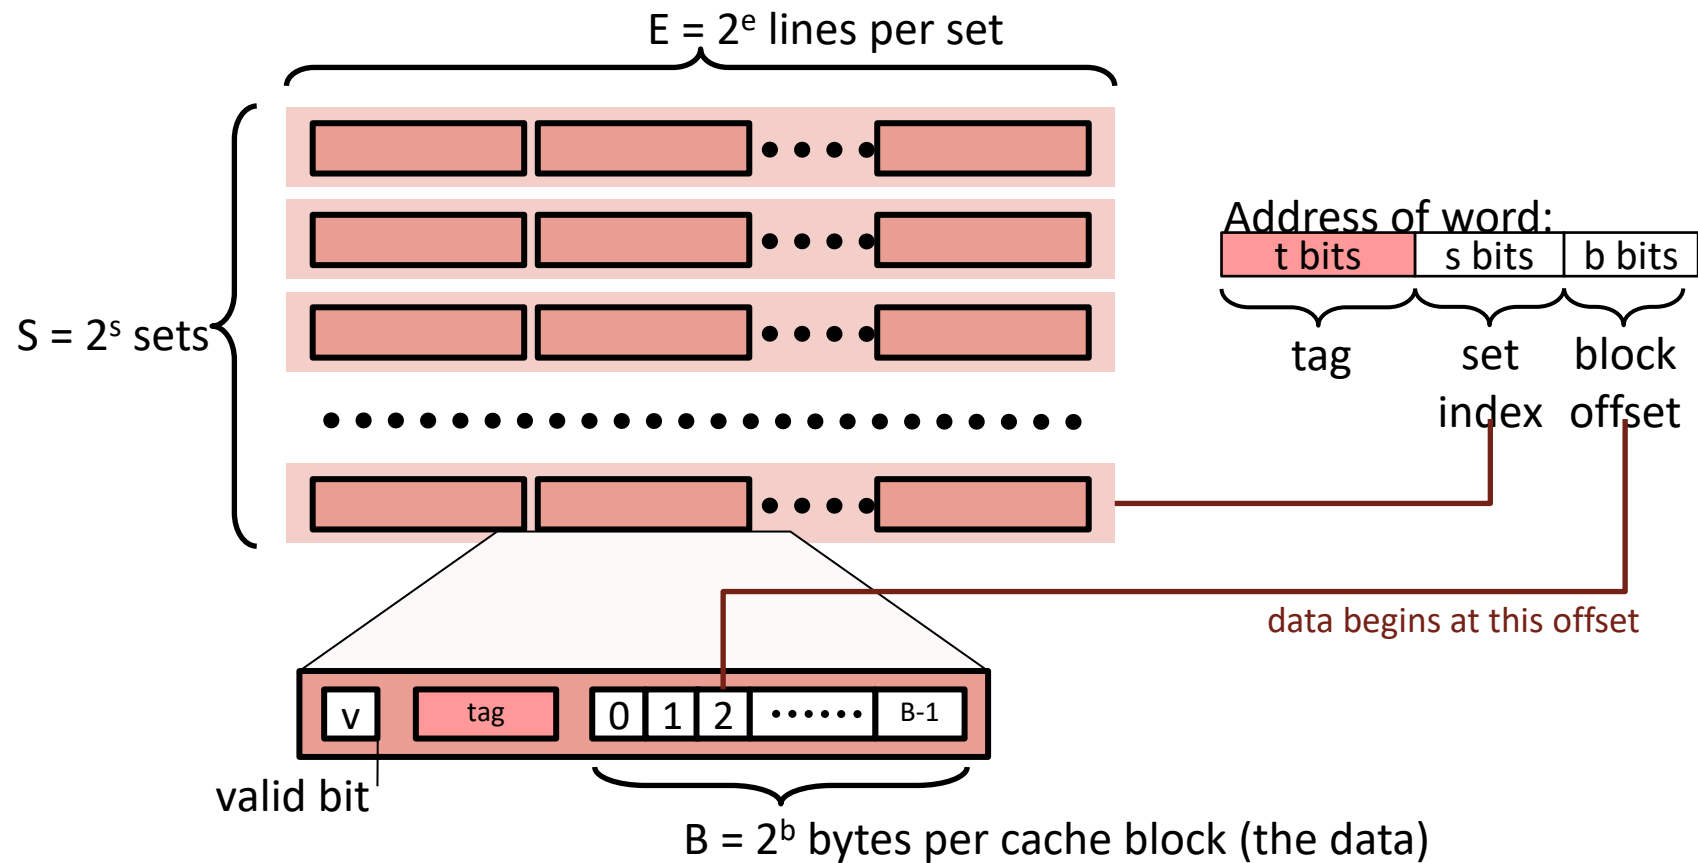 E = 2ᵉ lines per set
S = 2ˢ sets
Address of word:
t bits s bits b bits
tag set block
index offset
data begins at this offset
v tag 0 1 2 •••••• B-1
valid bit
B = 2ᵇ bytes per cache block (the data)